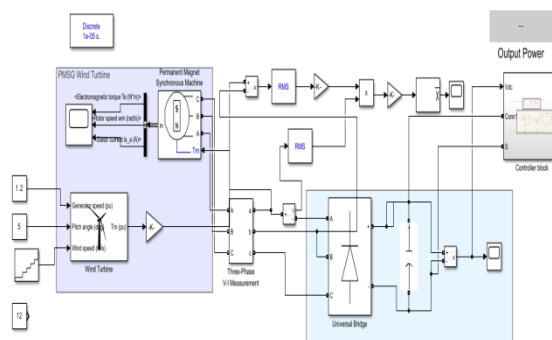 Discrete
1e-05 s.
---
Output Power
PMSG Wind Turbine
Permanent Magnet
Synchronous Machine
<Electromagnetic torque Te (N*m)>
<Rotor speed wm (rad/s)>
<Stator current is_a (A)>
m
S
N
Tm
C
B
A
+
-
RMS
-K-
x
-K-
Vdc
Conn1
S
Controller block
RMS
1.2
Generator speed (pu)
5
Pitch angle (deg)
Tm (pu)
-K-
Wind speed (m/s)
Wind Turbine
12
A
B
C
a
b
c
Three-Phase
V-I Measurement
A
B
C
+
-
Universal Bridge
+
-
v